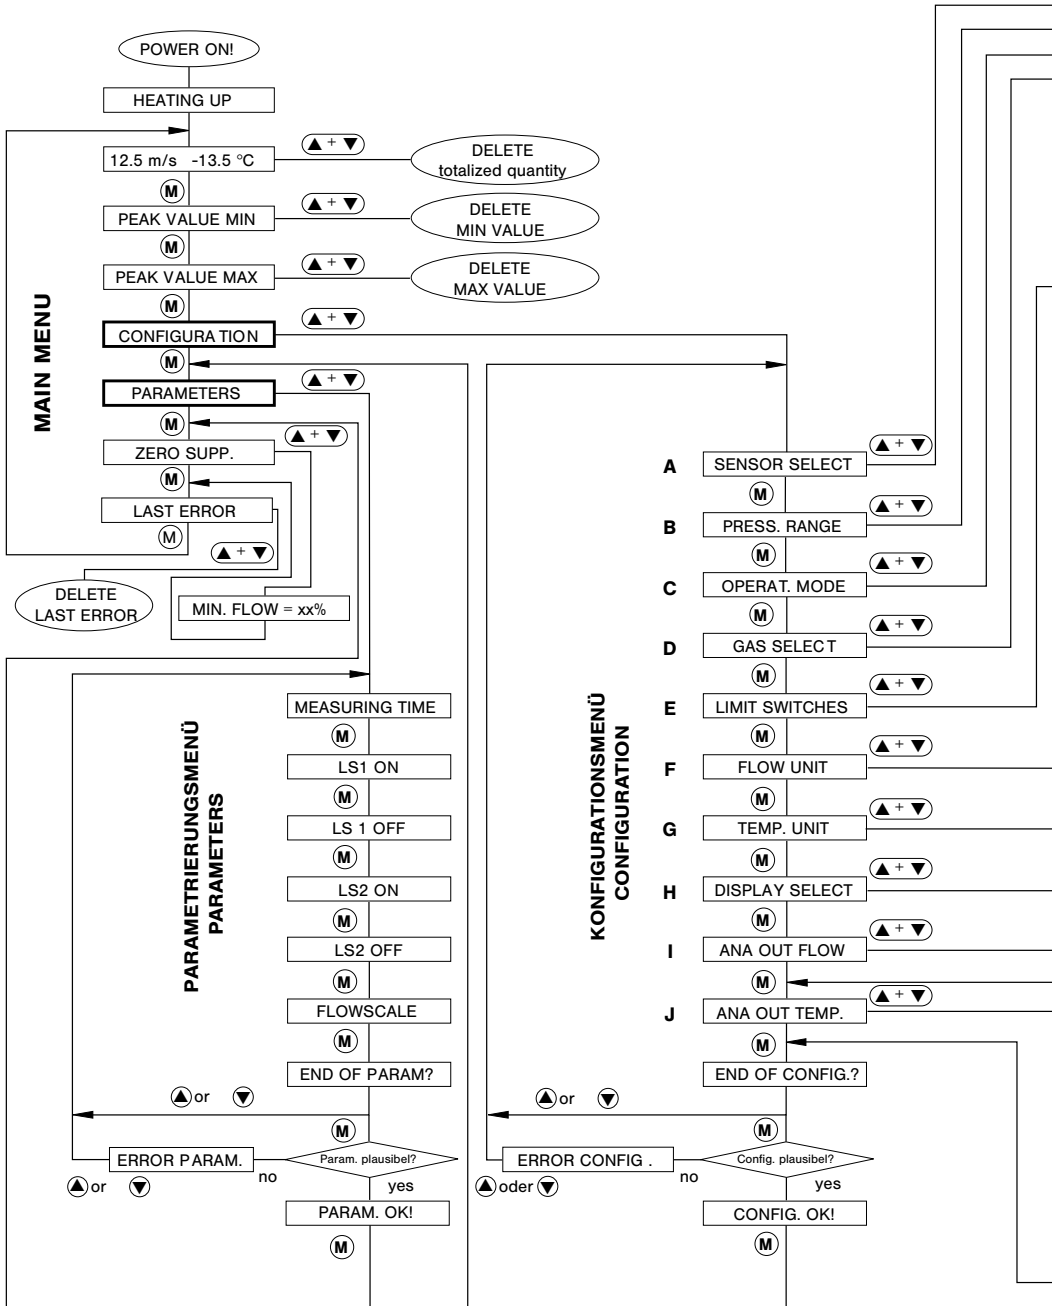 POWER ON!
HEATING UP
12.5 m/s -13.5 °C
▲ + ▼
DELETE
totalized quantity
M
PEAK VALUE MIN
▲ + ▼
DELETE
MIN VALUE
M
PEAK VALUE MAX
▲ + ▼
DELETE
MAX VALUE
M
CONFIGURATION
▲ + ▼
M
PARAMETERS
▲ + ▼
M
ZERO SUPP.
▲ + ▼
M
LAST ERROR
M
▲ + ▼
DELETE
LAST ERROR
MIN. FLOW = xx%
MAIN MENU
PARAMETRIERUNGSMENÜ
PARAMETERS
MEASURING TIME
M
LS1 ON
M
LS 1 OFF
M
LS2 ON
M
LS2 OFF
M
FLOWSCALE
M
END OF PARAM?
▲ or ▼
M
ERROR PARAM.
Param. plausibel?
no
▲ or ▼
yes
PARAM. OK!
M
KONFIGURATIONSMENÜ
CONFIGURATION
A SENSOR SELECT ▲ + ▼
M
B PRESS. RANGE ▲ + ▼
M
C OPERAT. MODE ▲ + ▼
M
D GAS SELECT ▲ + ▼
M
E LIMIT SWITCHES ▲ + ▼
M
F FLOW UNIT ▲ + ▼
M
G TEMP. UNIT ▲ + ▼
M
H DISPLAY SELECT ▲ + ▼
M
I ANA OUT FLOW ▲ + ▼
M
J ANA OUT TEMP. ▲ + ▼
M
END OF CONFIG.?
▲ or ▼
M
ERROR CONFIG .
Config. plausibel?
no
▲ oder ▼
yes
CONFIG. OK!
M